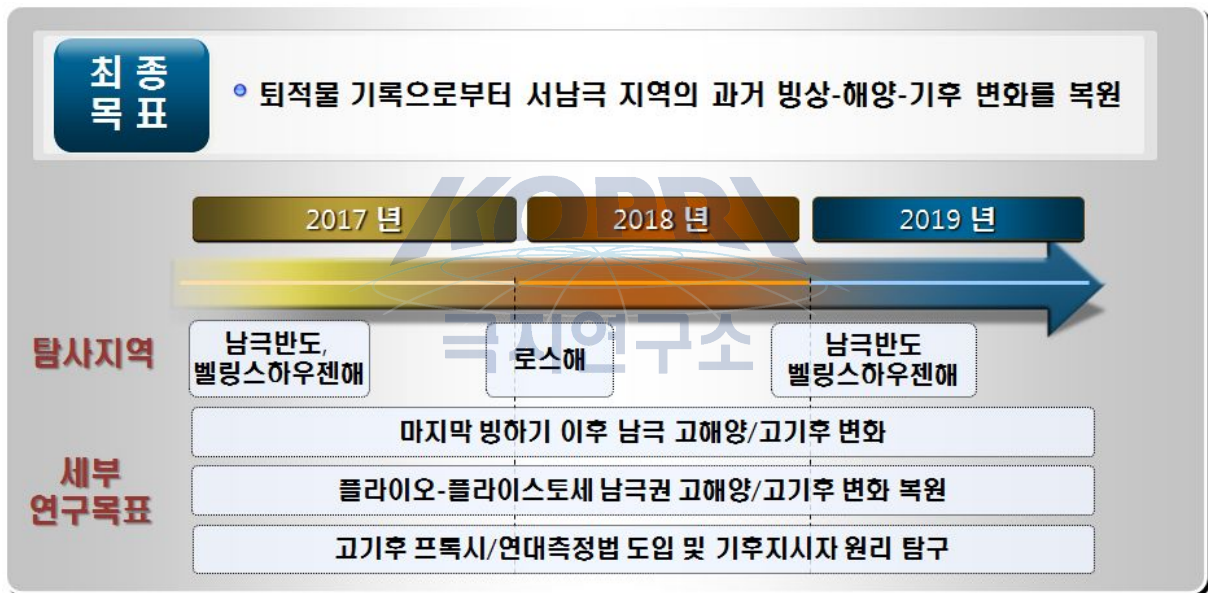 최 종
목 표
퇴적물 기록으로부터 서남극 지역의 과거 빙상-해양-기후 변화를 복원
KOPRI
2017 년
2018 년
2019 년
극지연구소
탐사지역
남극반도,
벨링스하우젠해
로스해
남극반도
벨링스하우젠해
세부
연구목표
마지막 빙하기 이후 남극 고해양/고기후 변화
플라이오-플라이스토세 남극권 고해양/고기후 변화 복원
고기후 프록시/연대측정법 도입 및 기후지시자 원리 탐구